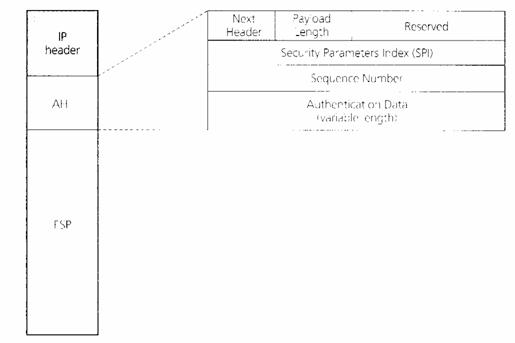 IP
header
AH
ESP
Next
Header
Payload
Length
Reserved
Security Parameters Index (SPI)
Sequence Number
Authentication Data
(variable length)